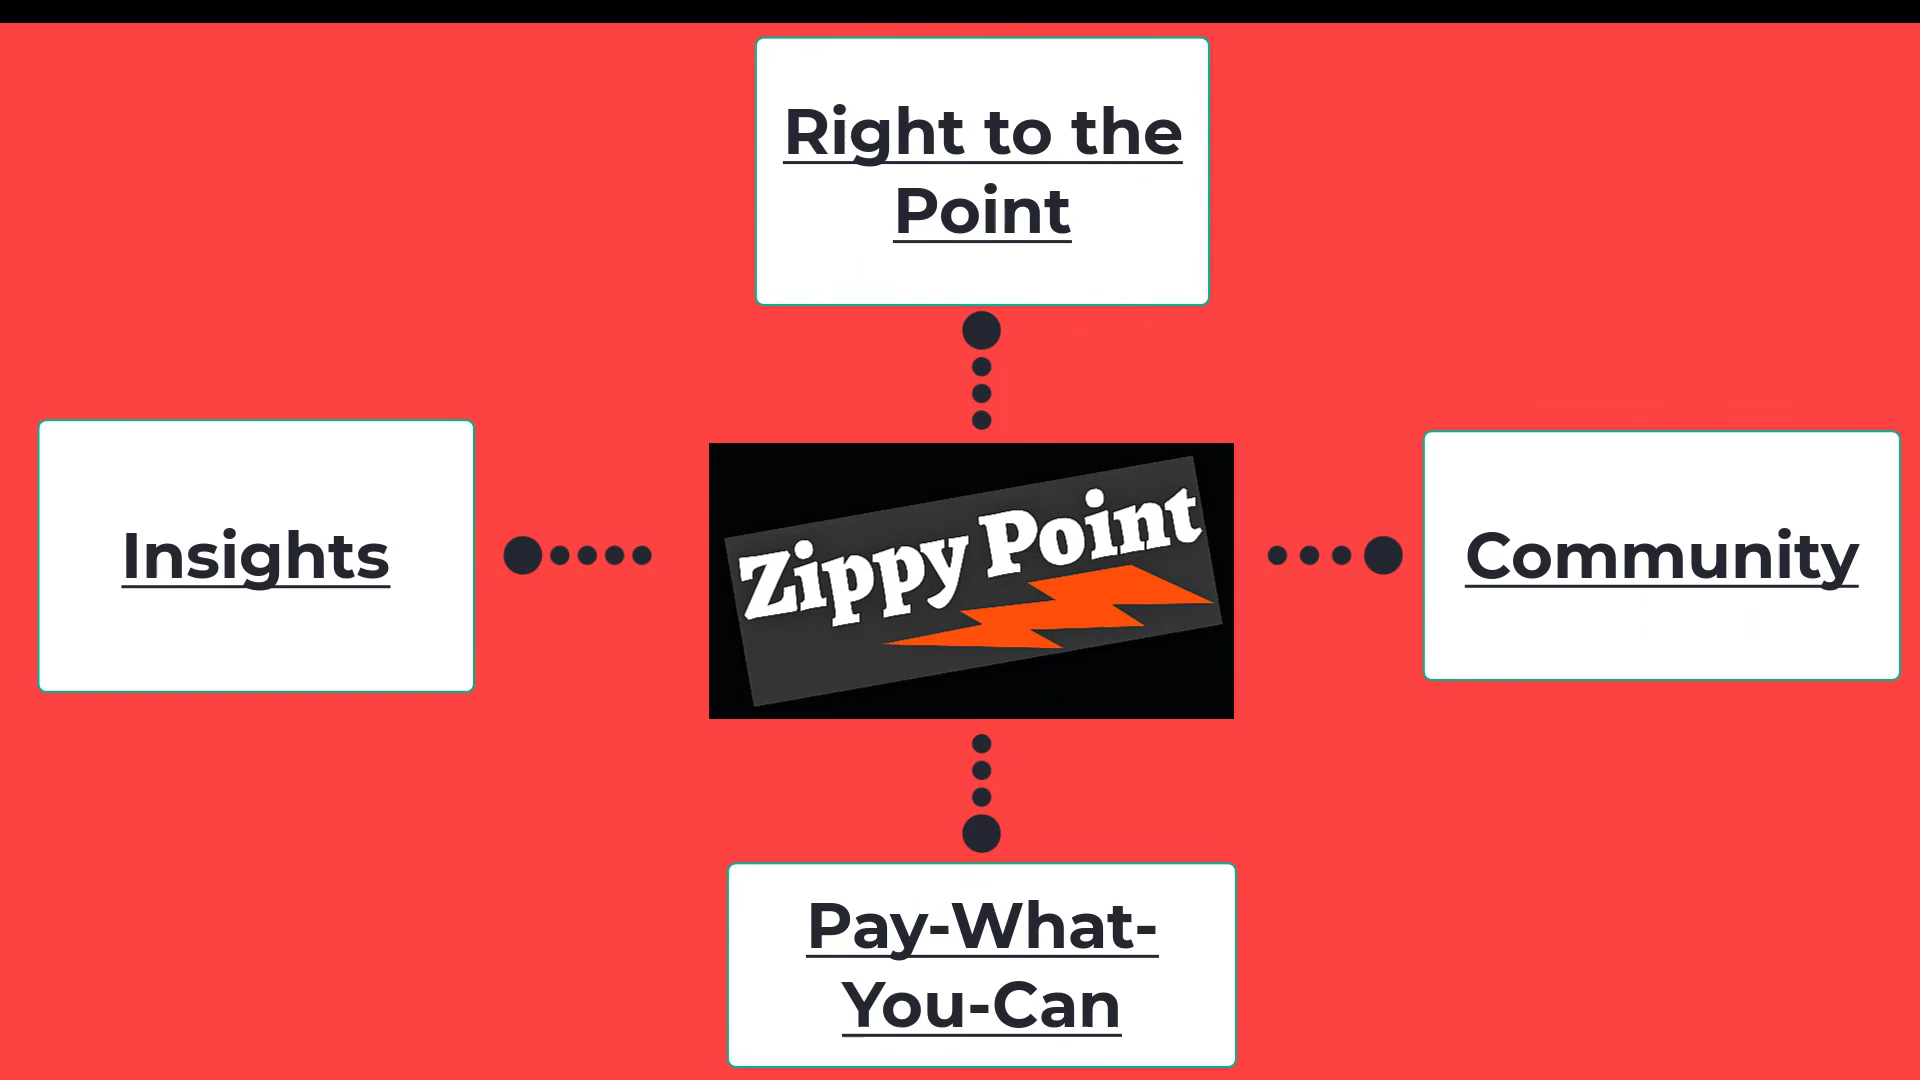 Right to the
Point
Insights
Zippy Point
Community
Pay-What-
You-Can